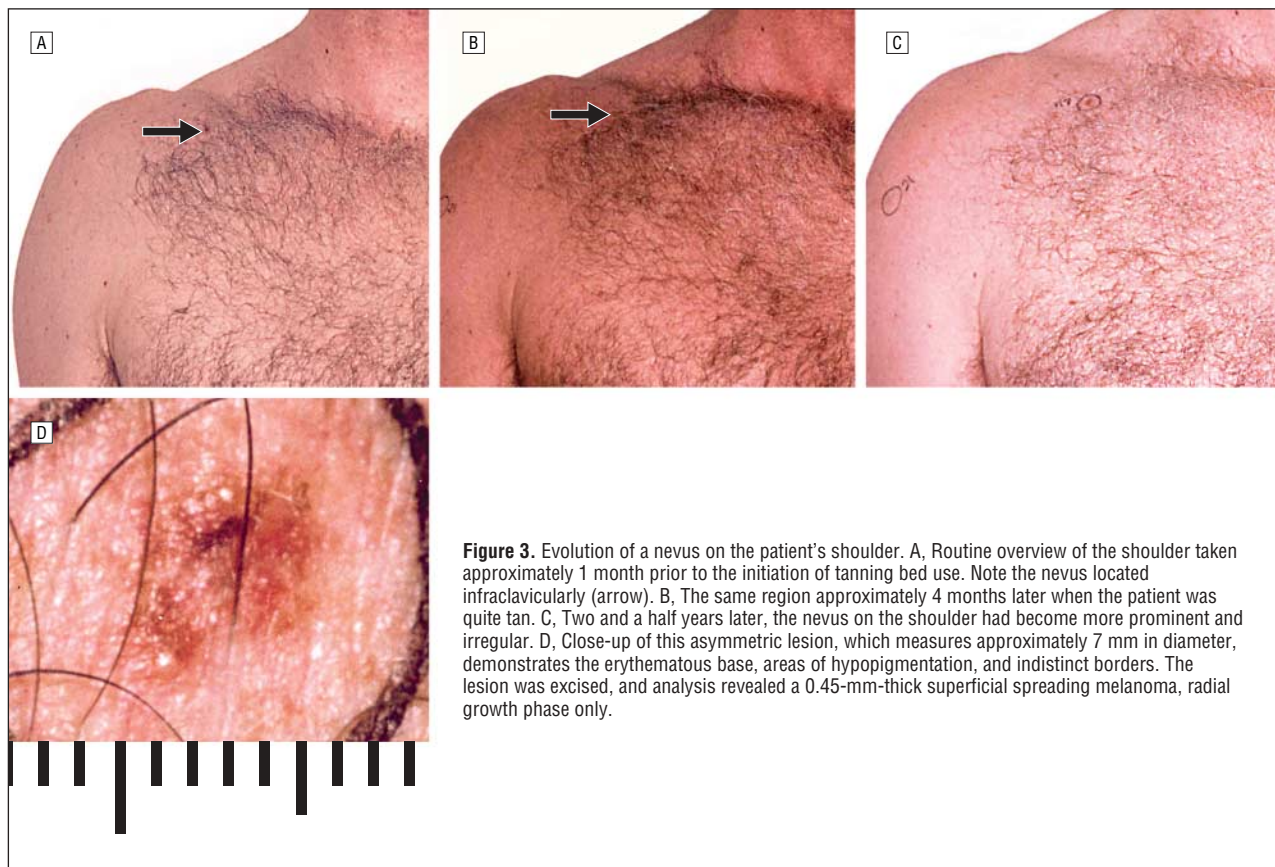 A
B
C
D
Figure 3. Evolution of a nevus on the patient’s shoulder. A, Routine overview of the shoulder taken
approximately 1 month prior to the initiation of tanning bed use. Note the nevus located
infraclavicularly (arrow). B, The same region approximately 4 months later when the patient was
quite tan. C, Two and a half years later, the nevus on the shoulder had become more prominent and
irregular. D, Close-up of this asymmetric lesion, which measures approximately 7 mm in diameter,
demonstrates the erythematous base, areas of hypopigmentation, and indistinct borders. The
lesion was excised, and analysis revealed a 0.45-mm-thick superficial spreading melanoma, radial
growth phase only.